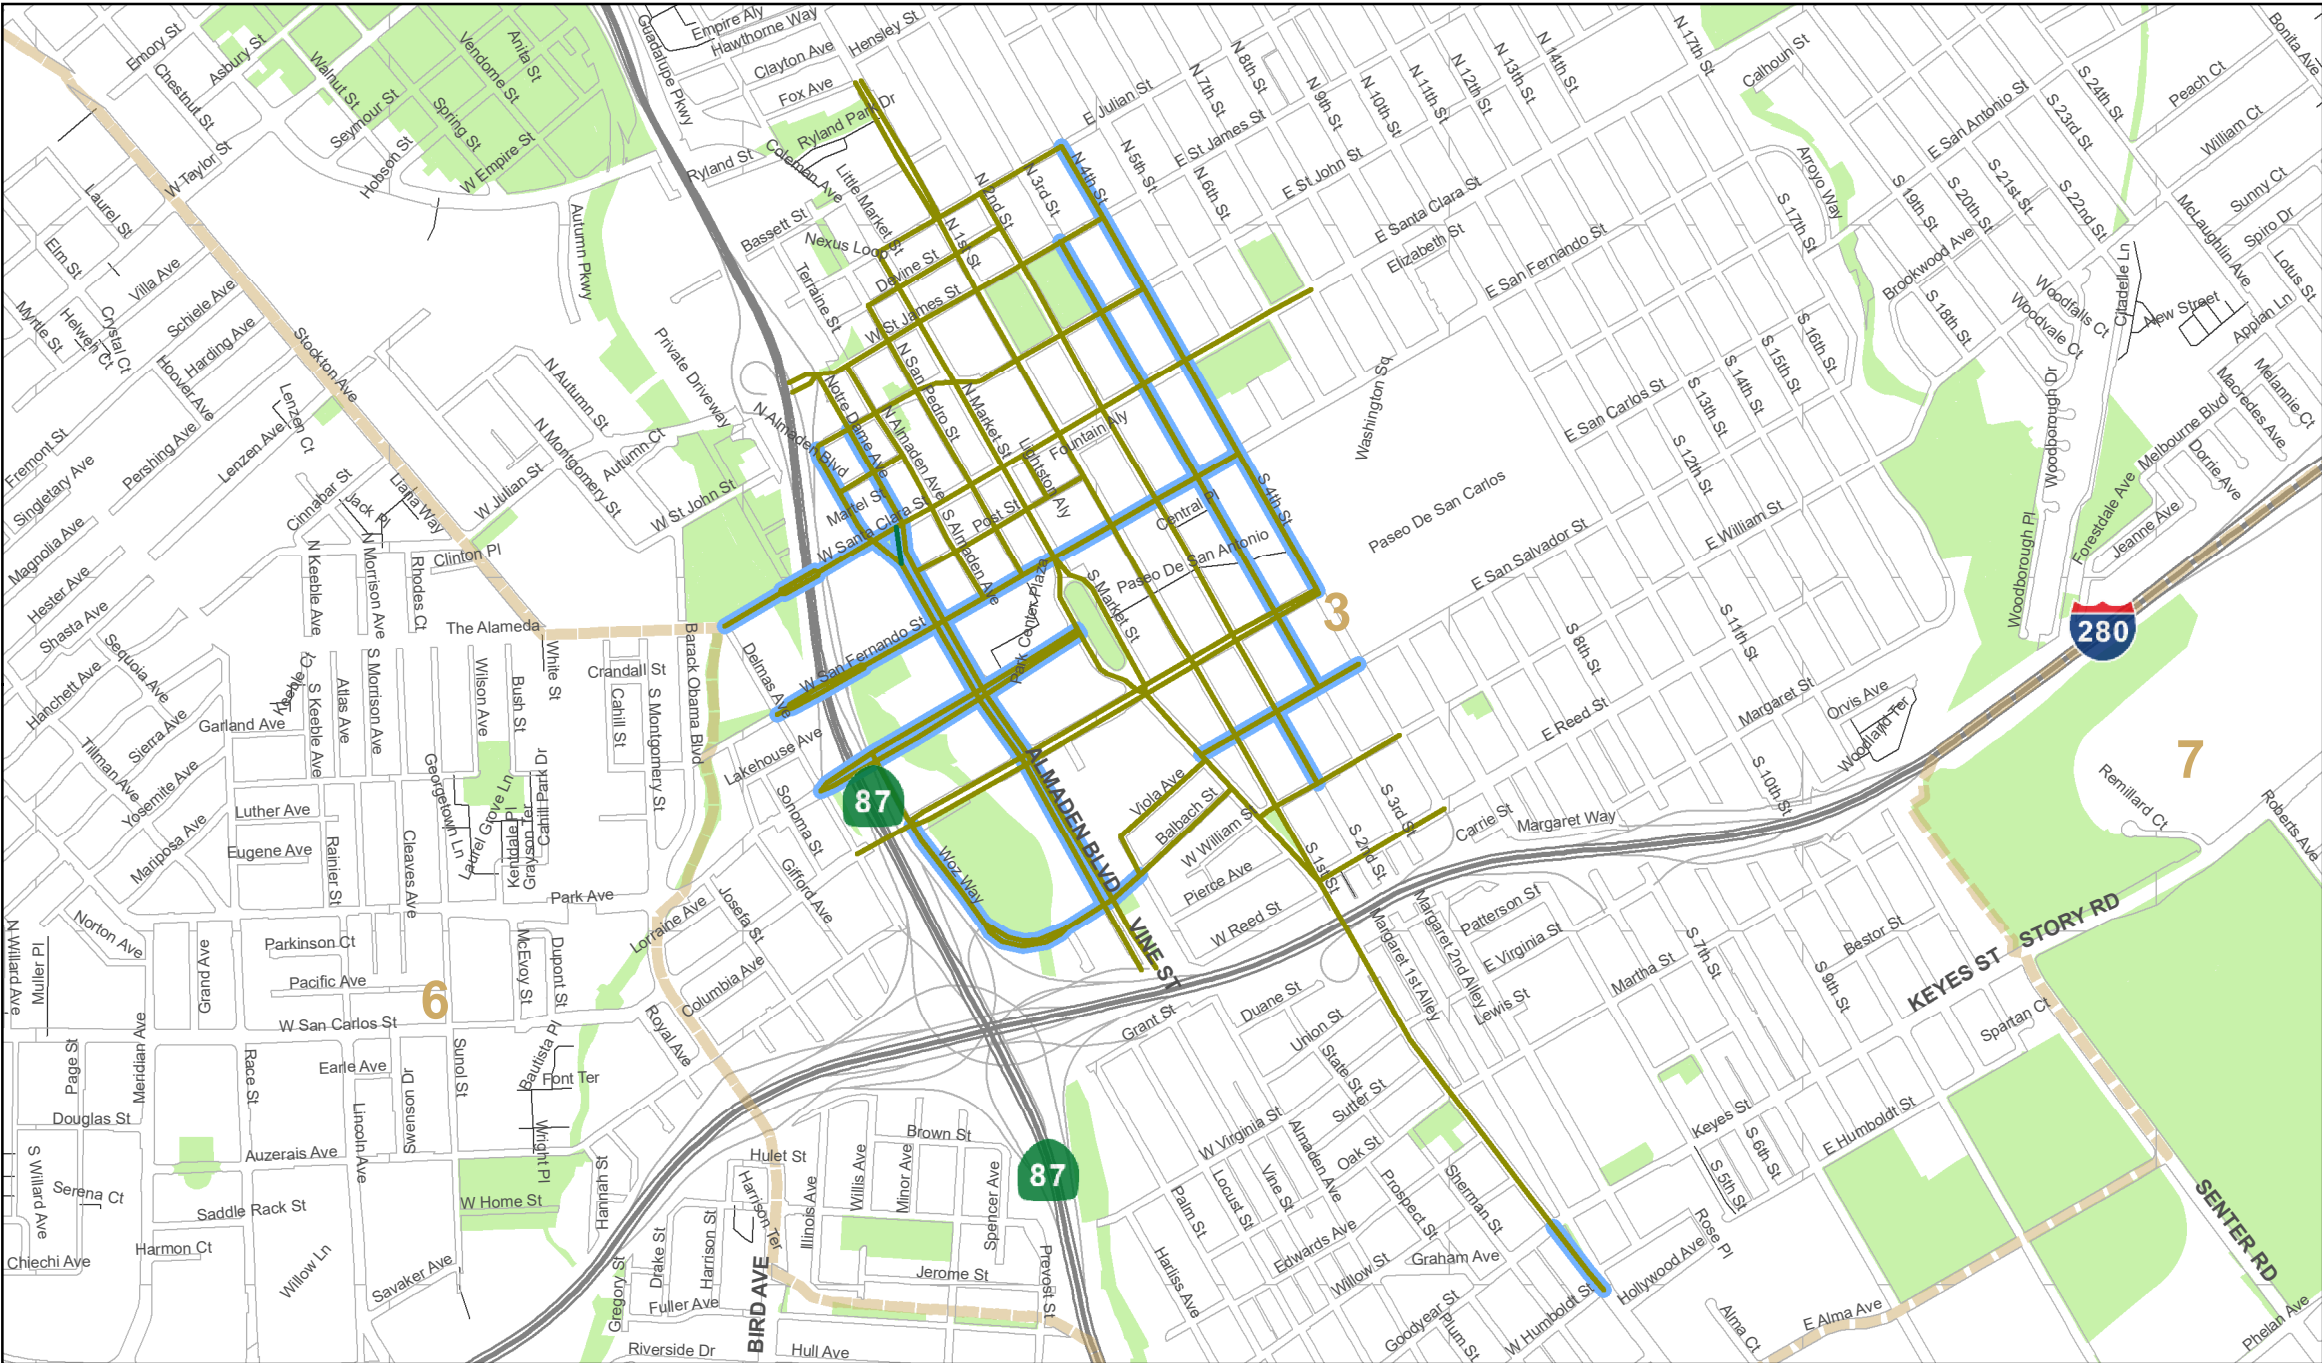 Emory St
Asbury St
Chestnut St
Walnut St
Vendome St
Anita St
Seymour St
Spring St
Hobson St
W Empire St
W Taylor St
Laurel St
Elm St
Villa Ave
Schiele Ave
Myrtle St
Helweh Ct
Crystal Ct
Harding Ave
Hoover Ave
Stockton Ave
Fremont St
Singletary Ave
Pershing Ave
Lenzen Ave
Lenzen Ct
Magnolia Ave
Hester Ave
Shasta Ave
Hanchett Ave
Sequoia Ave
Tillman Ave
Sierra Ave
Yosemite Ave
Mariposa Ave
Cinnabar St
Jack Pl
Liana Way
N Keeble Ave
N Morrison Ave
Rhodes Ct
Clinton Pl
W Julian St
N Montgomery St
N Autumn St
Autumn Ct
W St John St
Autumn Pkwy
Private Driveway
The Alameda
White St
Crandall St
Cahill St
S Montgomery St
Barack Obama Blvd
S Keeble Ave
Atlas Ave
S Morrison Ave
Wilson Ave
Bush St
Garland Ave
Luther Ave
Eugene Ave
Rainier St
Cleaves Ave
Georgetown Ln
Laurel Grove Ln
Kentdale Pl
Grayson Ter
Cahill Park Dr
Park Ave
Norton Ave
N Willard Ave
Muller Pl
Grand Ave
Parkinson Ct
Pacific Ave
6
W San Carlos St
McEvoy St
Dupont St
Page St
Meridian Ave
Race St
Earle Ave
Lincoln Ave
Swenson Dr
Sunol St
Bautista Pl
Font Ter
Wright Pl
Douglas St
S Willard Ave
Serena Ct
Auzerais Ave
Saddle Rack St
Harmon Ct
Chiechi Ave
Willow Ln
Savaker Ave
W Home St
Hannah St
Gregory St
Drake St
Harrison St
Fuller Ave
Riverside Dr
BIRD AVE
Hull Ave
Hulet St
Harrison Ter
Illinois Ave
Willis Ave
Minor Ave
Brown St
Spencer Ave
Jerome St
Prevost St
87
Lorraine Ave
Josefa St
Columbia Ave
Royal Ave
Gifford Ave
Sonoma St
Lakehouse Ave
Delmas Ave
87
Woz Way
W San Fernando St
W Santa Clara St
Guadalupe Pkwy
Empire Aly
Hawthorne Way
Clayton Ave
Hensley St
Fox Ave
Ryland Park Dr
Ryland St
Coleman Ave
Little Market St
Bassett St
Nexus Loop
Devine St
Terraine St
W St James St
N 1st St
N 2nd St
N 3rd St
N 4th St
E Julian St
N 5th St
N 6th St
N 7th St
N 8th St
N 9th St
N 10th St
N 11th St
N 12th St
N 13th St
N 14th St
N 17th St
E St James St
E St John St
E Santa Clara St
Elizabeth St
E San Fernando St
Notre Dame Ave
N Almaden Blvd
N Almaden Ave
N San Pedro St
N Market St
Lightston Aly
Fountain Aly
Martel St
Post St
S Almaden Ave
Park Center Plaza
S Market St
Central Pl
Paseo De San Antonio
S 4th St
Washington Sq
Paseo De San Carlos
3
E San Carlos St
E San Salvador St
E William St
E Reed St
Margaret St
Orvis Ave
Woodland Ter
ALMADEN BLVD
VINE ST
Viola Ave
Balbach St
W William St
Pierce Ave
W Reed St
S 1st St
S 2nd St
S 3rd St
Carrie St
Margaret Way
Margaret 1st Alley
Margaret 2nd Alley
Patterson St
E Virginia St
Lewis St
Martha St
S 7th St
S 8th St
S 9th St
S 10th St
S 11th St
S 12th St
S 13th St
S 14th St
S 15th St
S 16th St
S 17th St
S 18th St
S 19th St
S 20th St
S 21st St
S 22nd St
S 23rd St
S 24th St
Calhoun St
Arroyo Way
Brookwood Ave
E San Antonio St
Bonita Ave
Peach Ct
William Ct
Sunny Ct
McLaughlin Ave
Spiro Dr
Lotus St
Appian Ln
New Street
Citadelle Ln
Woodfalls Ct
Woodvale Ct
Woodborough Dr
Woodborough Pl
Forestdale Ave
Melbourne Blvd
Macredes Ave
Melannie Ct
Dorrie Ave
Jeanne Ave
280
7
Remillard Ct
Roberts Ave
STORY RD
KEYES ST
Bestor St
Spartan Ct
SENTER RD
Phelan Ave
E Alma Ave
Alma Ct
Grant St
Duane St
Union St
State St
Sutter St
W Virginia St
Almaden Ave
Oak St
Palm St
Locust St
Vine St
Prospect St
Sherman St
Edwards Ave
Willow St
Graham Ave
Harliss Ave
Goodyear St
Plum St
W Humboldt St
Hollywood Ave
Rose Pl
Keyes St
S 5th St
S 6th St
E Humboldt St